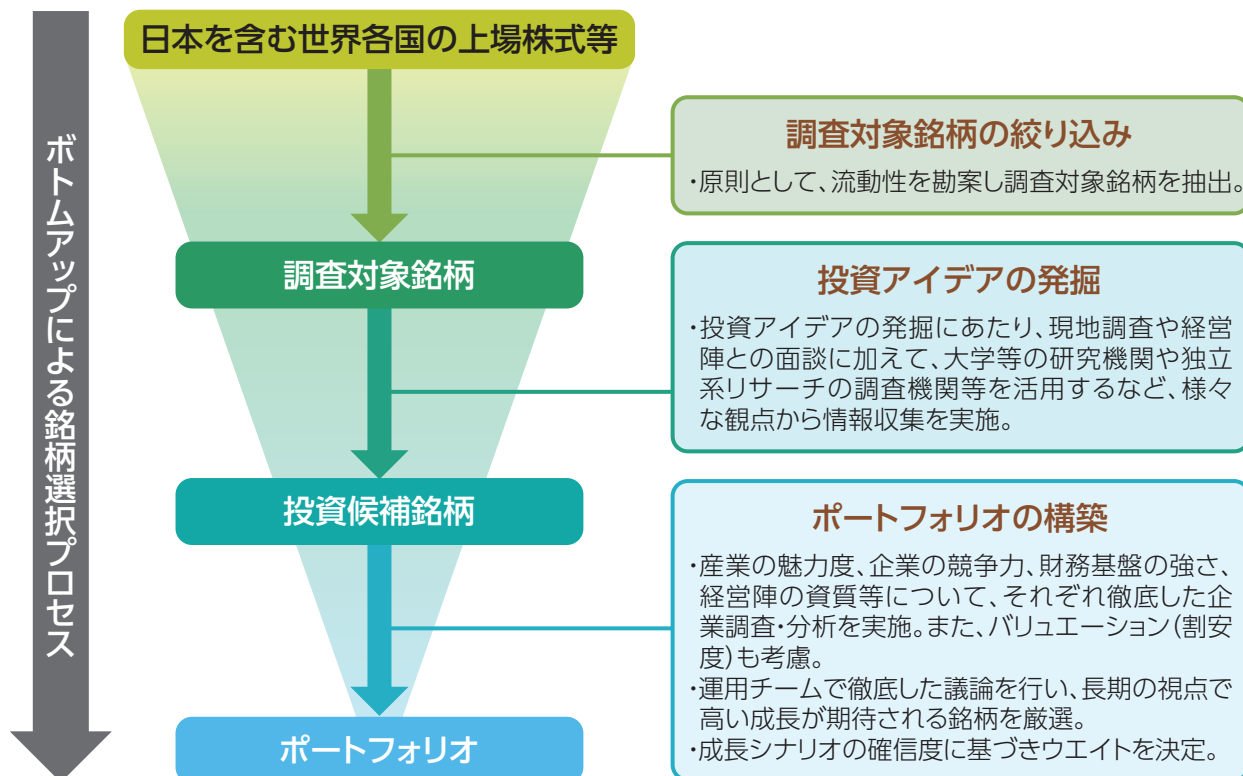 日本を含む世界各国の上場株式等
ボトムアップによる銘柄選択プロセス
調査対象銘柄の絞り込み
・原則として、流動性を勘案し調査対象銘柄を抽出。
調査対象銘柄
投資アイデアの発掘
・投資アイデアの発掘にあたり、現地調査や経営
陣との面談に加えて、大学等の研究機関や独立
系リサーチの調査機関等を活用するなど、様々
な観点から情報収集を実施。
投資候補銘柄
ポートフォリオの構築
・産業の魅力度、企業の競争力、財務基盤の強さ、
経営陣の資質等について、それぞれ徹底した企
業調査・分析を実施。また、バリュエーション(割安
度)も考慮。
・運用チームで徹底した議論を行い、長期の視点で
高い成長が期待される銘柄を厳選。
・成長シナリオの確信度に基づきウエイトを決定。
ポートフォリオ